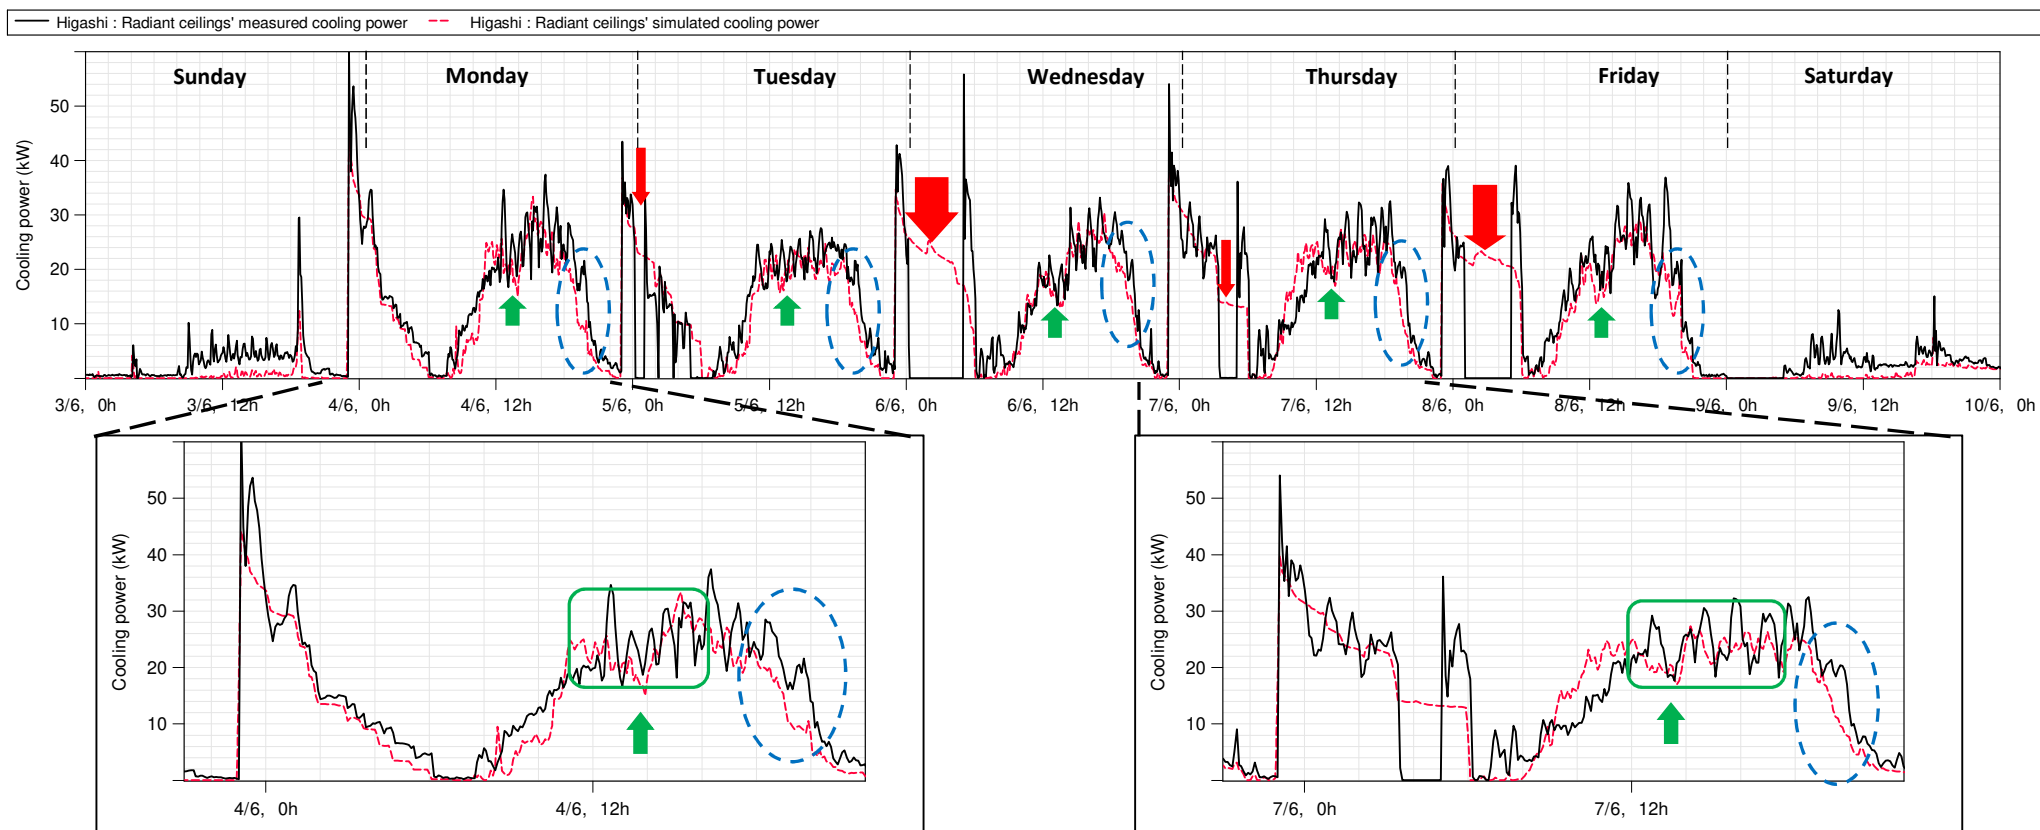 Higashi : Radiant ceilings' measured cooling power Higashi : Radiant ceilings' simulated cooling power
Sunday Monday Tuesday Wednesday Thursday Friday Saturday
Cooling power (kW)
50
40
30
20
10
3/6, 0h 3/6, 12h 4/6, 0h 4/6, 12h 5/6, 0h 5/6, 12h 6/6, 0h 6/6, 12h 7/6, 0h 7/6, 12h 8/6, 0h 8/6, 12h 9/6, 0h 9/6, 12h 10/6, 0h
Cooling power (kW)
50
40
30
20
10
4/6, 0h 4/6, 12h
Cooling power (kW)
50
40
30
20
10
7/6, 0h 7/6, 12h